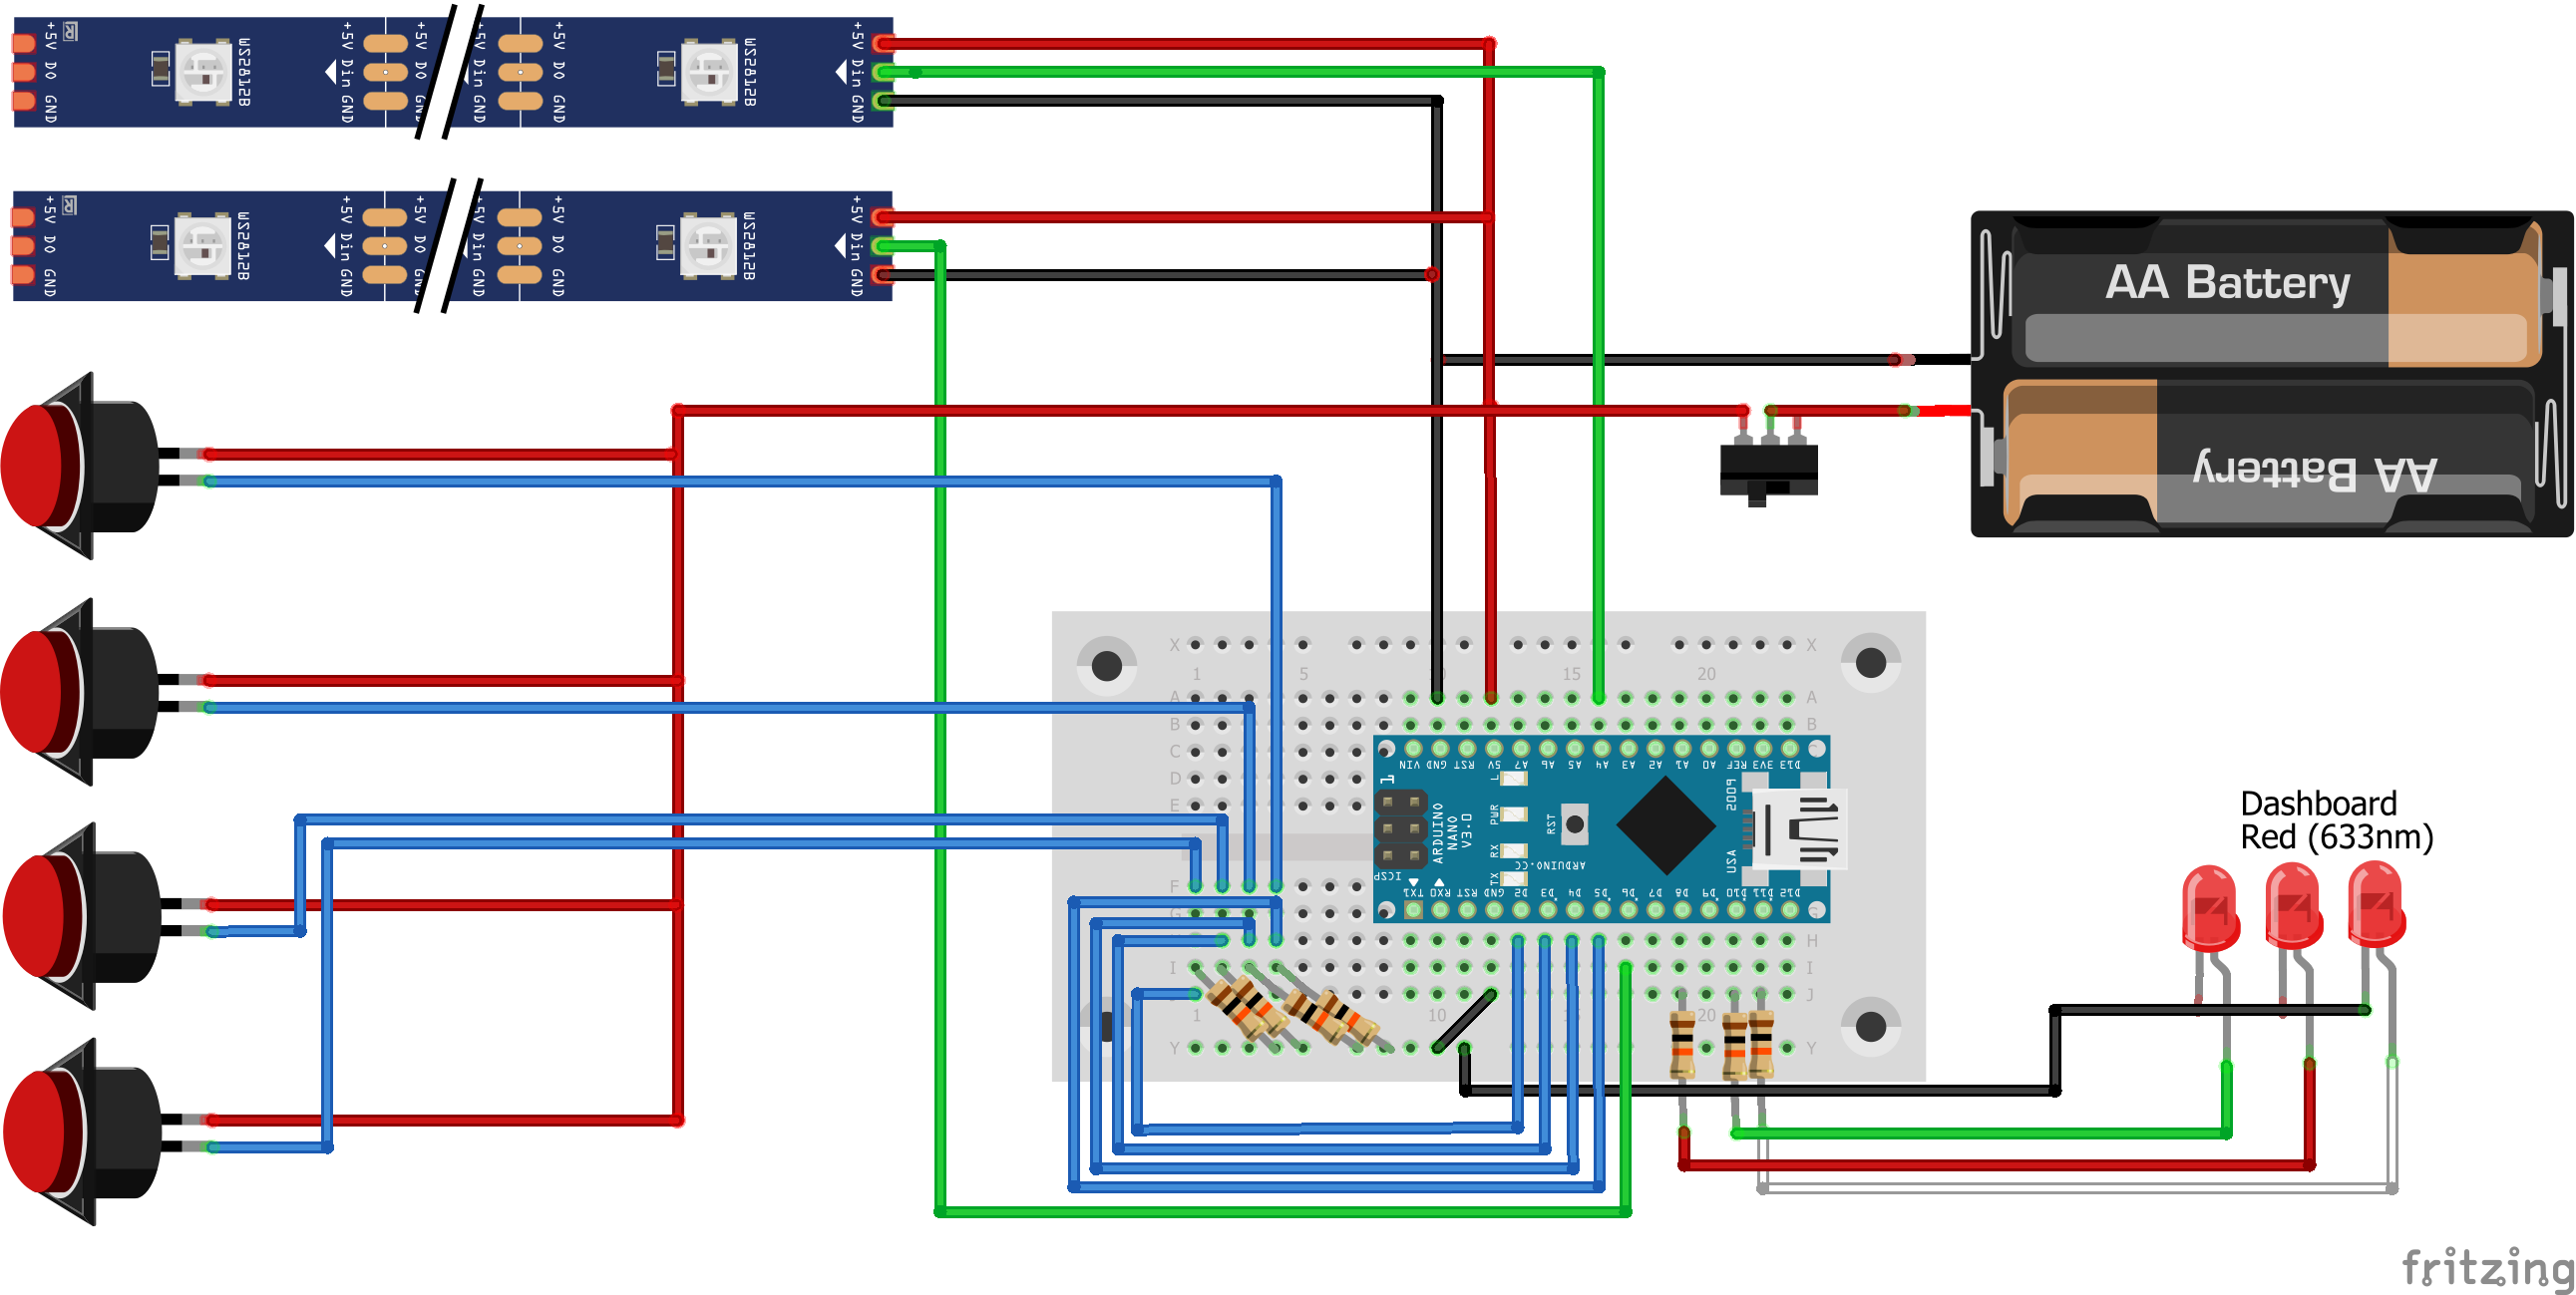 +5V DO GND
WS2812B
+5V Din GND
+5V DO GND
+5V Din GND
+5V DO GND
WS2812B
+5V Din GND
+5V DO GND
WS2812B
+5V Din GND
+5V DO GND
+5V Din GND
+5V DO GND
WS2812B
+5V Din GND
AA Battery
AA Battery
X X
1 5 10 15 20
A A
B B
C C
D
E
VIN GND RST 5V A7 A6 A5 A4 A3 A2 A1 A0 REF 3V3 D13
1
L
PWR
RX
TX
RST
ARDUINO
NANO
V3.0
ARDUINO.CC
ICSP
2009
USA
TX1 RX0 RST GND D2 D3 D4 D5 D6 D7 D8 D9 D10 D11 D12
F
G G
H
I I
J
1 10 15 20
Y Y
Dashboard
Red (633nm)
fritzing